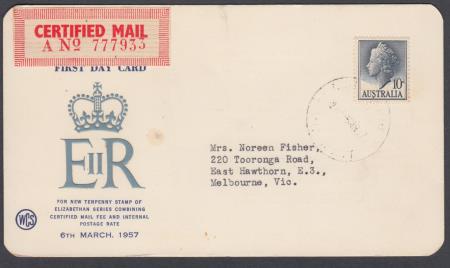 CERTIFIED MAIL
A No 777935
FIRST DAY CARD
EIIR
FOR NEW TENPENNY STAMP OF
ELIZABETHAN SERIES COMBINING
CERTIFIED MAIL FEE AND INTERNAL
POSTAGE RATE
6TH MARCH, 1957
WCS
10D
AUSTRALIA
Mrs. Noreen Fisher,
220 Tooronga Road,
East Hawthorn, E.3.,
Melbourne, Vic.